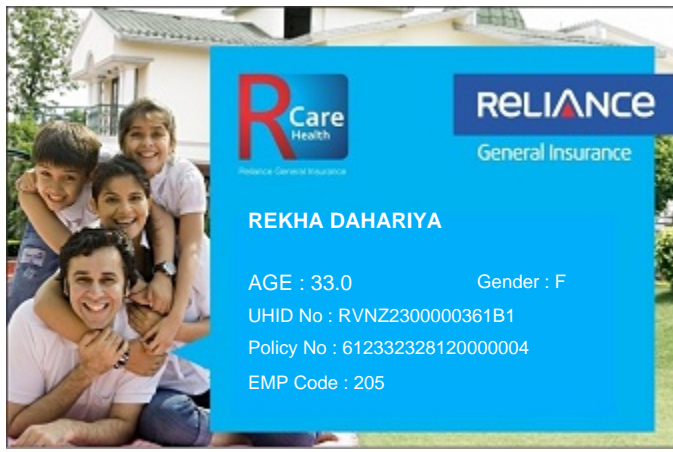 R Care
Health
Reliance General Insurance
RELIANCE
General Insurance
REKHA DAHARIYA
AGE : 33.0 Gender : F
UHID No : RVNZ2300000361B1
Policy No : 612332328120000004
EMP Code : 205